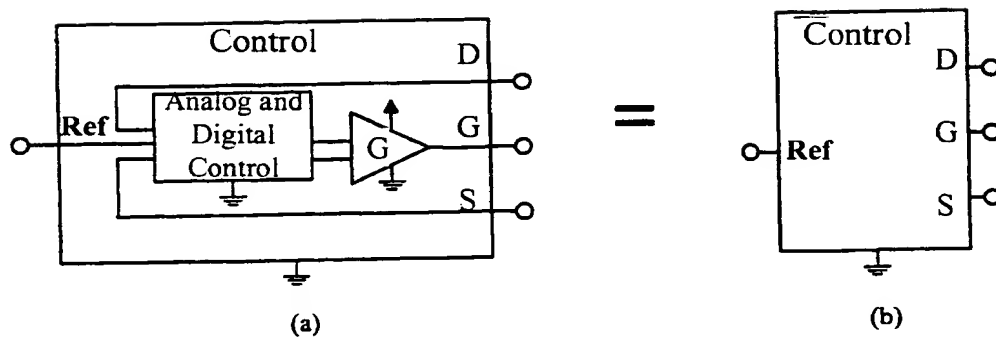 Control
D
Analog and
Ref
Digital
G
G
Control
S
(a)
=
Control
D
G
Ref
S
(b)